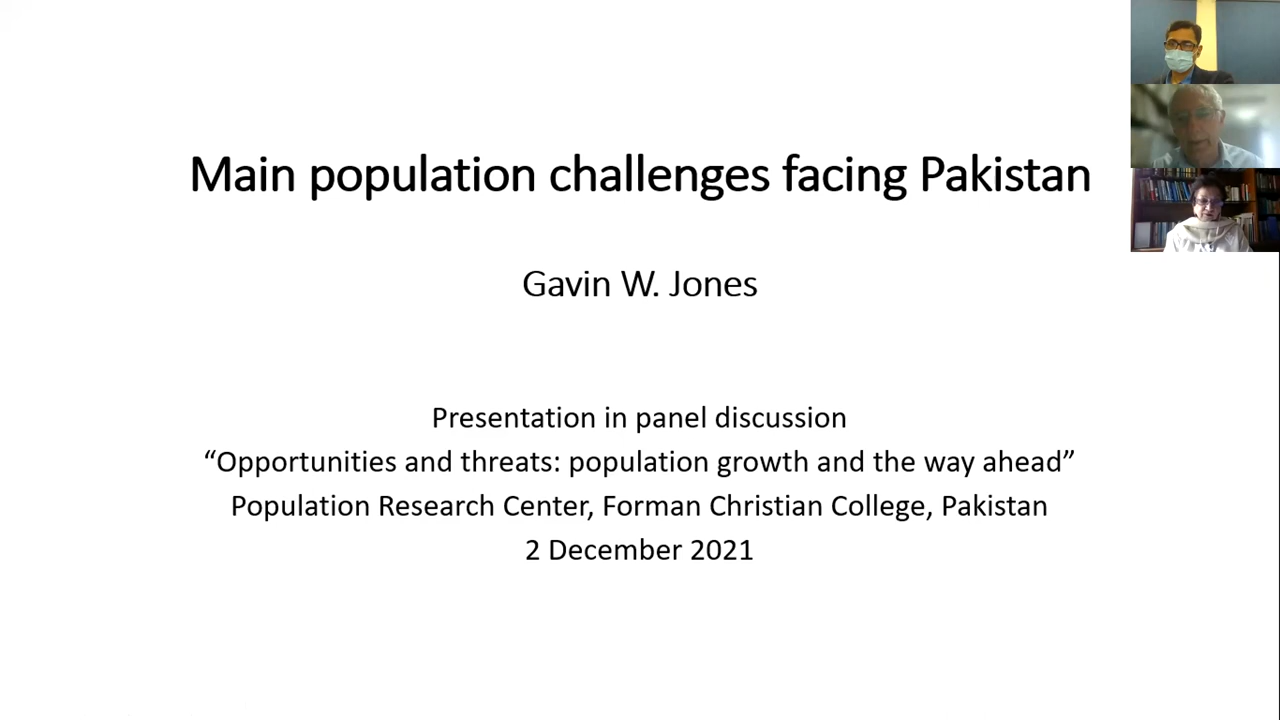 Main population challenges facing Pakistan
Gavin W. Jones
Presentation in panel discussion
“Opportunities and threats: population growth and the way ahead”
Population Research Center, Forman Christian College, Pakistan
2 December 2021